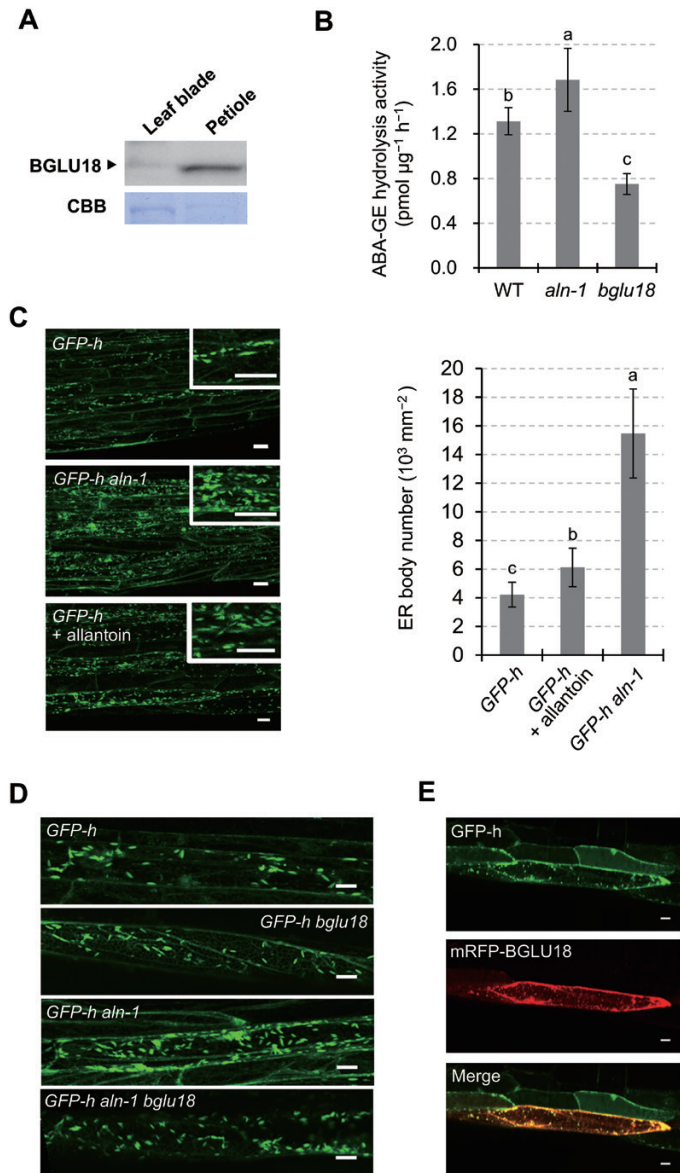 A
Leaf blade
Petiole
BGLU18
CBB
B
ABA-GE hydrolysis activity
(pmol µg⁻¹ h⁻¹)
2.0
1.6
1.2
0.8
0.4
0.0
b
a
c
WT
aln-1
bglu18
C
GFP-h
GFP-h aln-1
GFP-h
+ allantoin
ER body number (10³ mm⁻²)
20
18
16
14
12
10
8
6
4
2
0
c
b
a
GFP-h
GFP-h
+ allantoin
GFP-h aln-1
D
GFP-h
GFP-h bglu18
GFP-h aln-1
GFP-h aln-1 bglu18
E
GFP-h
mRFP-BGLU18
Merge